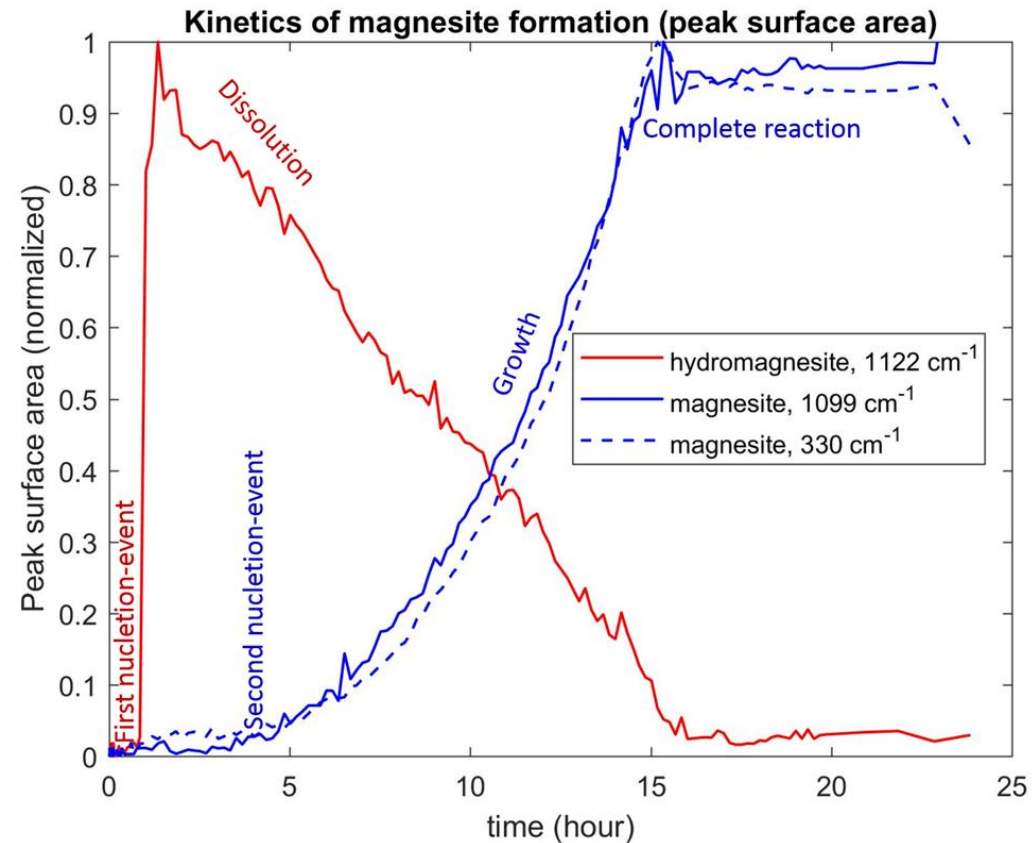 Kinetics of magnesite formation (peak surface area)
Peak surface area (normalized)
1
0.9
0.8
0.7
0.6
0.5
0.4
0.3
0.2
0.1
0
First nucletion-event
Dissolution
Second nucletion-event
Growth
Complete reaction
hydromagnesite, 1122 cm⁻¹
magnesite, 1099 cm⁻¹
magnesite, 330 cm⁻¹
0 5 10 15 20 25
time (hour)